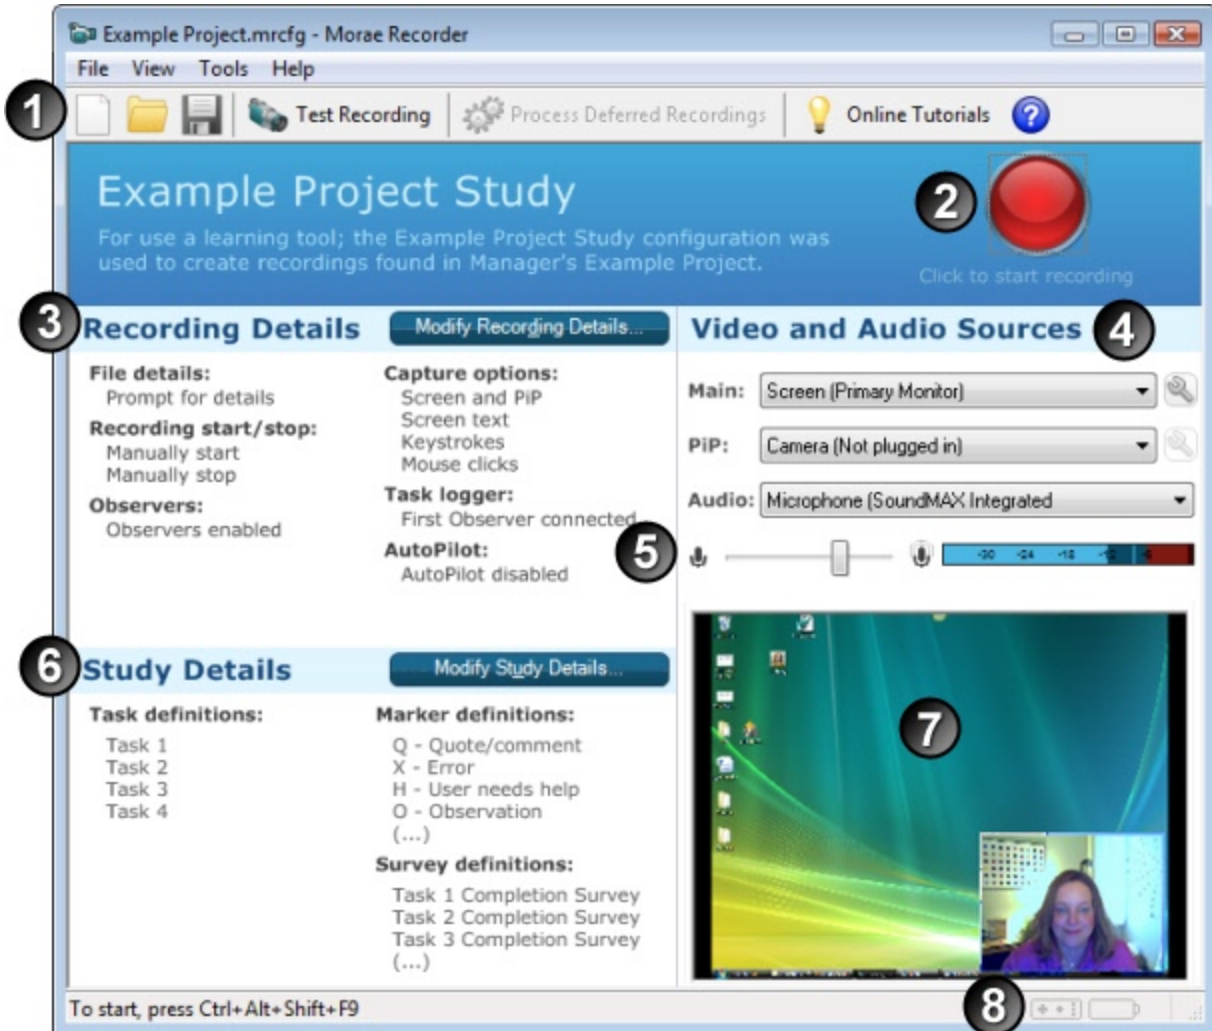 Example Project.mrcfg - Morae Recorder
File View Tools Help
1
Test Recording Process Deferred Recordings Online Tutorials ?
Example Project Study
2
For use a learning tool; the Example Project Study configuration was
used to create recordings found in Manager's Example Project.
Click to start recording
3
Recording Details Modify Recording Details...
File details:
Prompt for details
Recording start/stop:
Manually start
Manually stop
Observers:
Observers enabled
Capture options:
Screen and PiP
Screen text
Keystrokes
Mouse clicks
Task logger:
First Observer connected
AutoPilot:
AutoPilot disabled
Video and Audio Sources 4
Main: Screen (Primary Monitor)
PiP: Camera (Not plugged in)
Audio: Microphone (SoundMAX Integrated
5
-30 -24 -18 -12 -6
6
Study Details Modify Study Details...
Task definitions:
Task 1
Task 2
Task 3
Task 4
Marker definitions:
Q - Quote/comment
X - Error
H - User needs help
O - Observation
(...)
Survey definitions:
Task 1 Completion Survey
Task 2 Completion Survey
Task 3 Completion Survey
(...)
7
To start, press Ctrl+Alt+Shift+F9
8